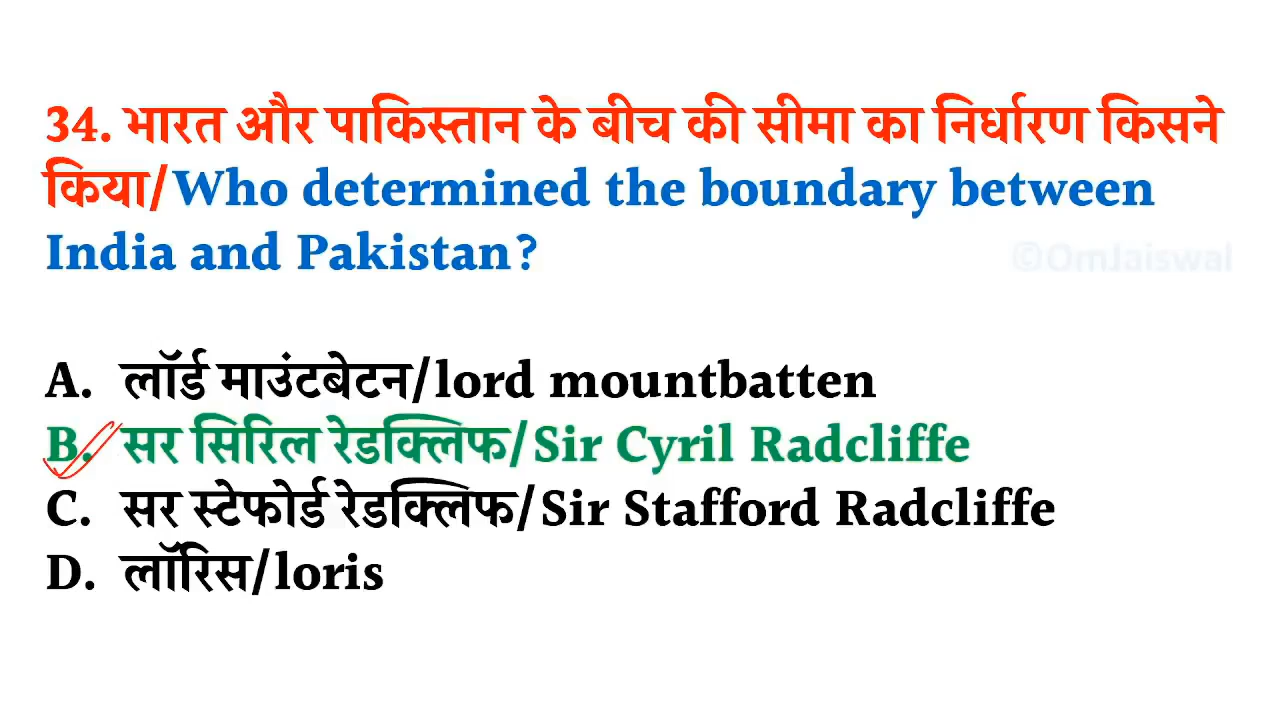 34. भारत और पाकिस्तान के बीच की सीमा का निर्धारण किसने
किया/Who determined the boundary between
India and Pakistan?
©OmJaiswal
A. लॉर्ड माउंटबेटन/lord mountbatten
B. सर सिरिल रेडक्लिफ/Sir Cyril Radcliffe
C. सर स्टेफोर्ड रेडक्लिफ/Sir Stafford Radcliffe
D. लॉरिस/loris